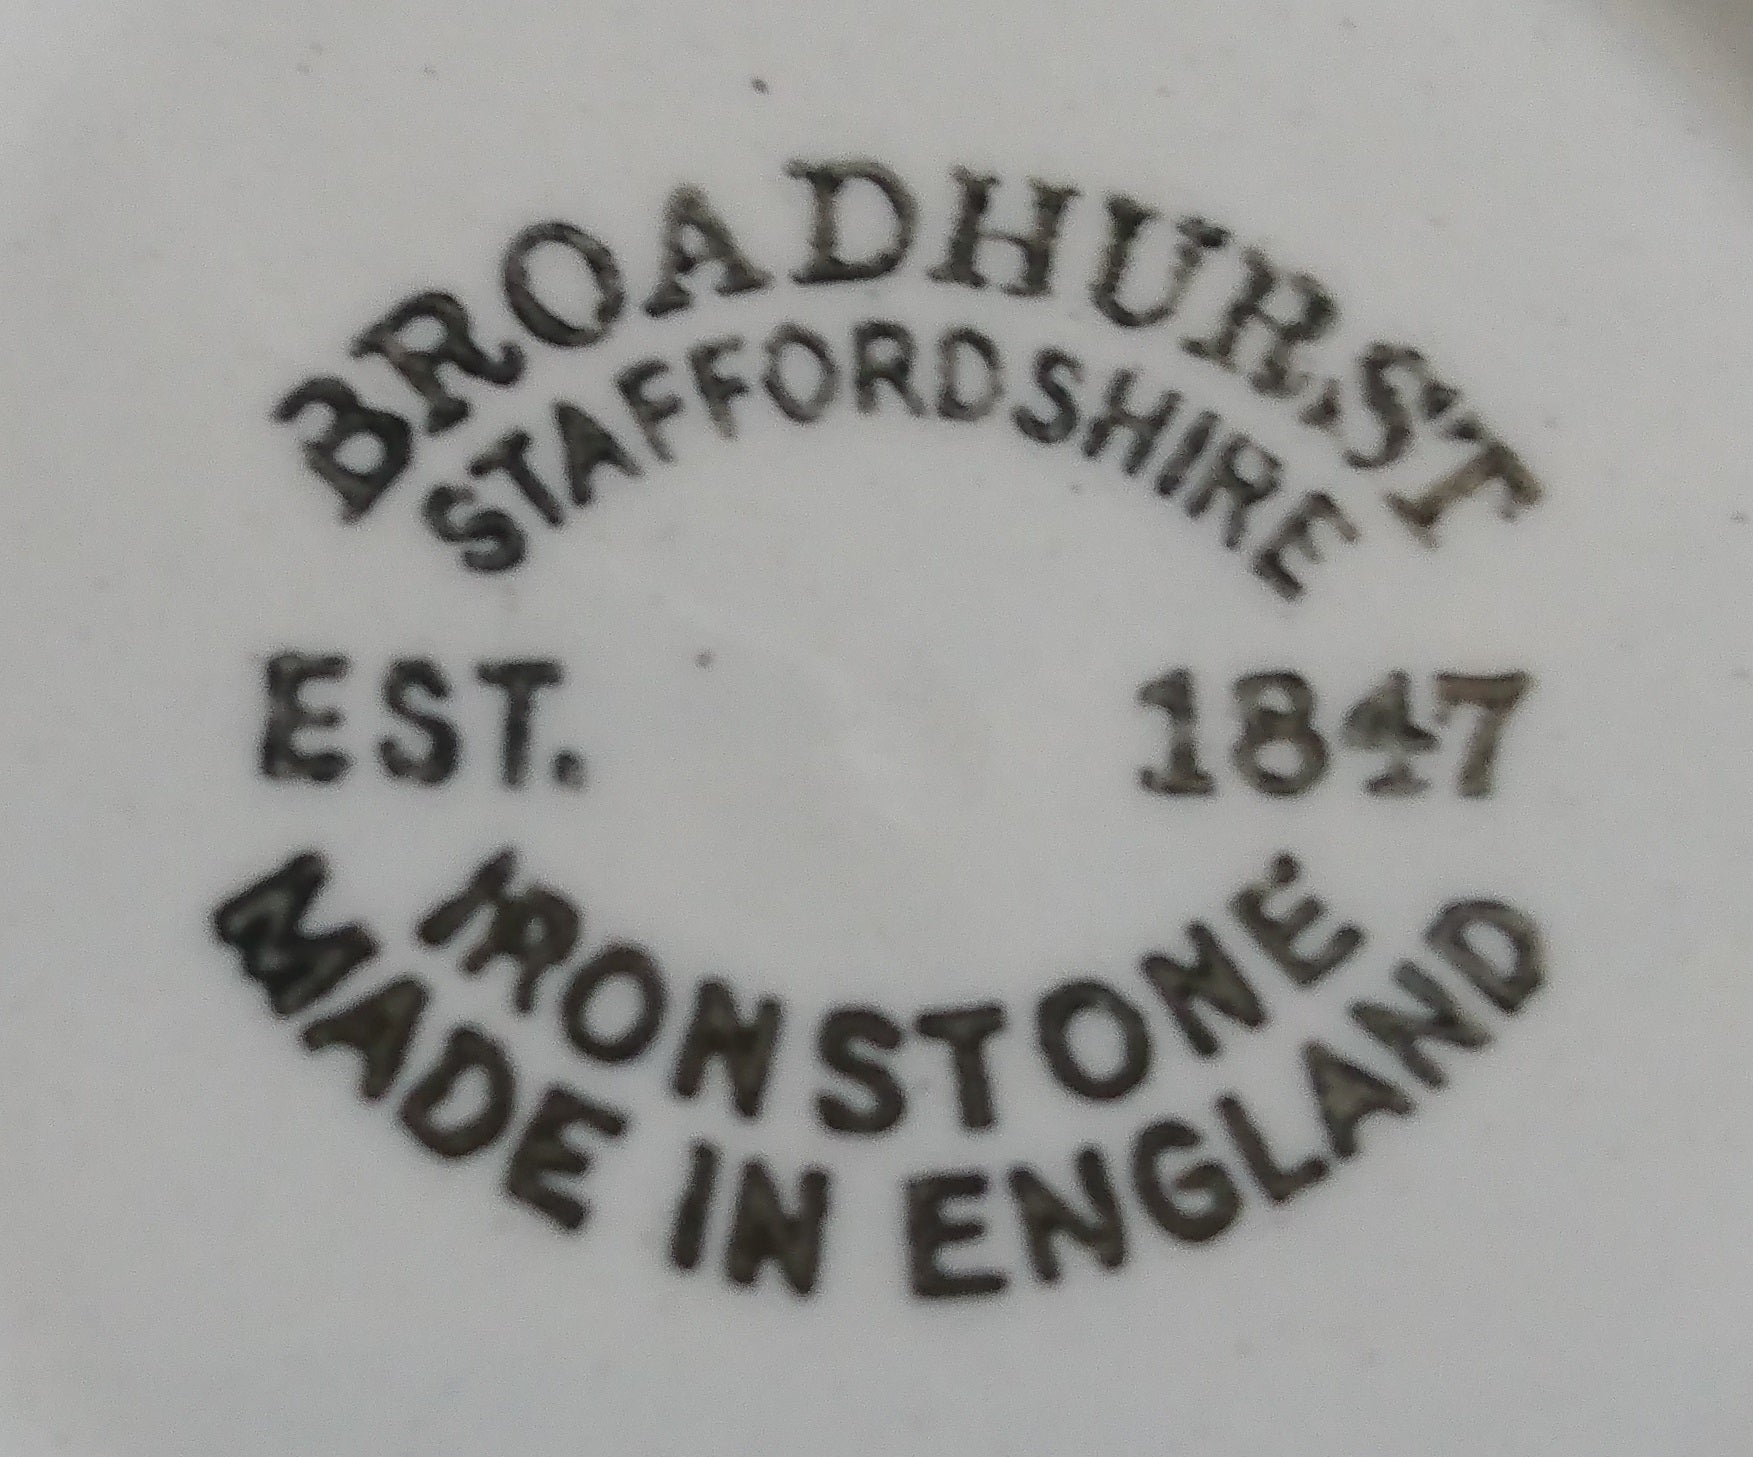 BROADHURST
STAFFORDSHIRE
EST. 1847
IRONSTONE
MADE IN ENGLAND